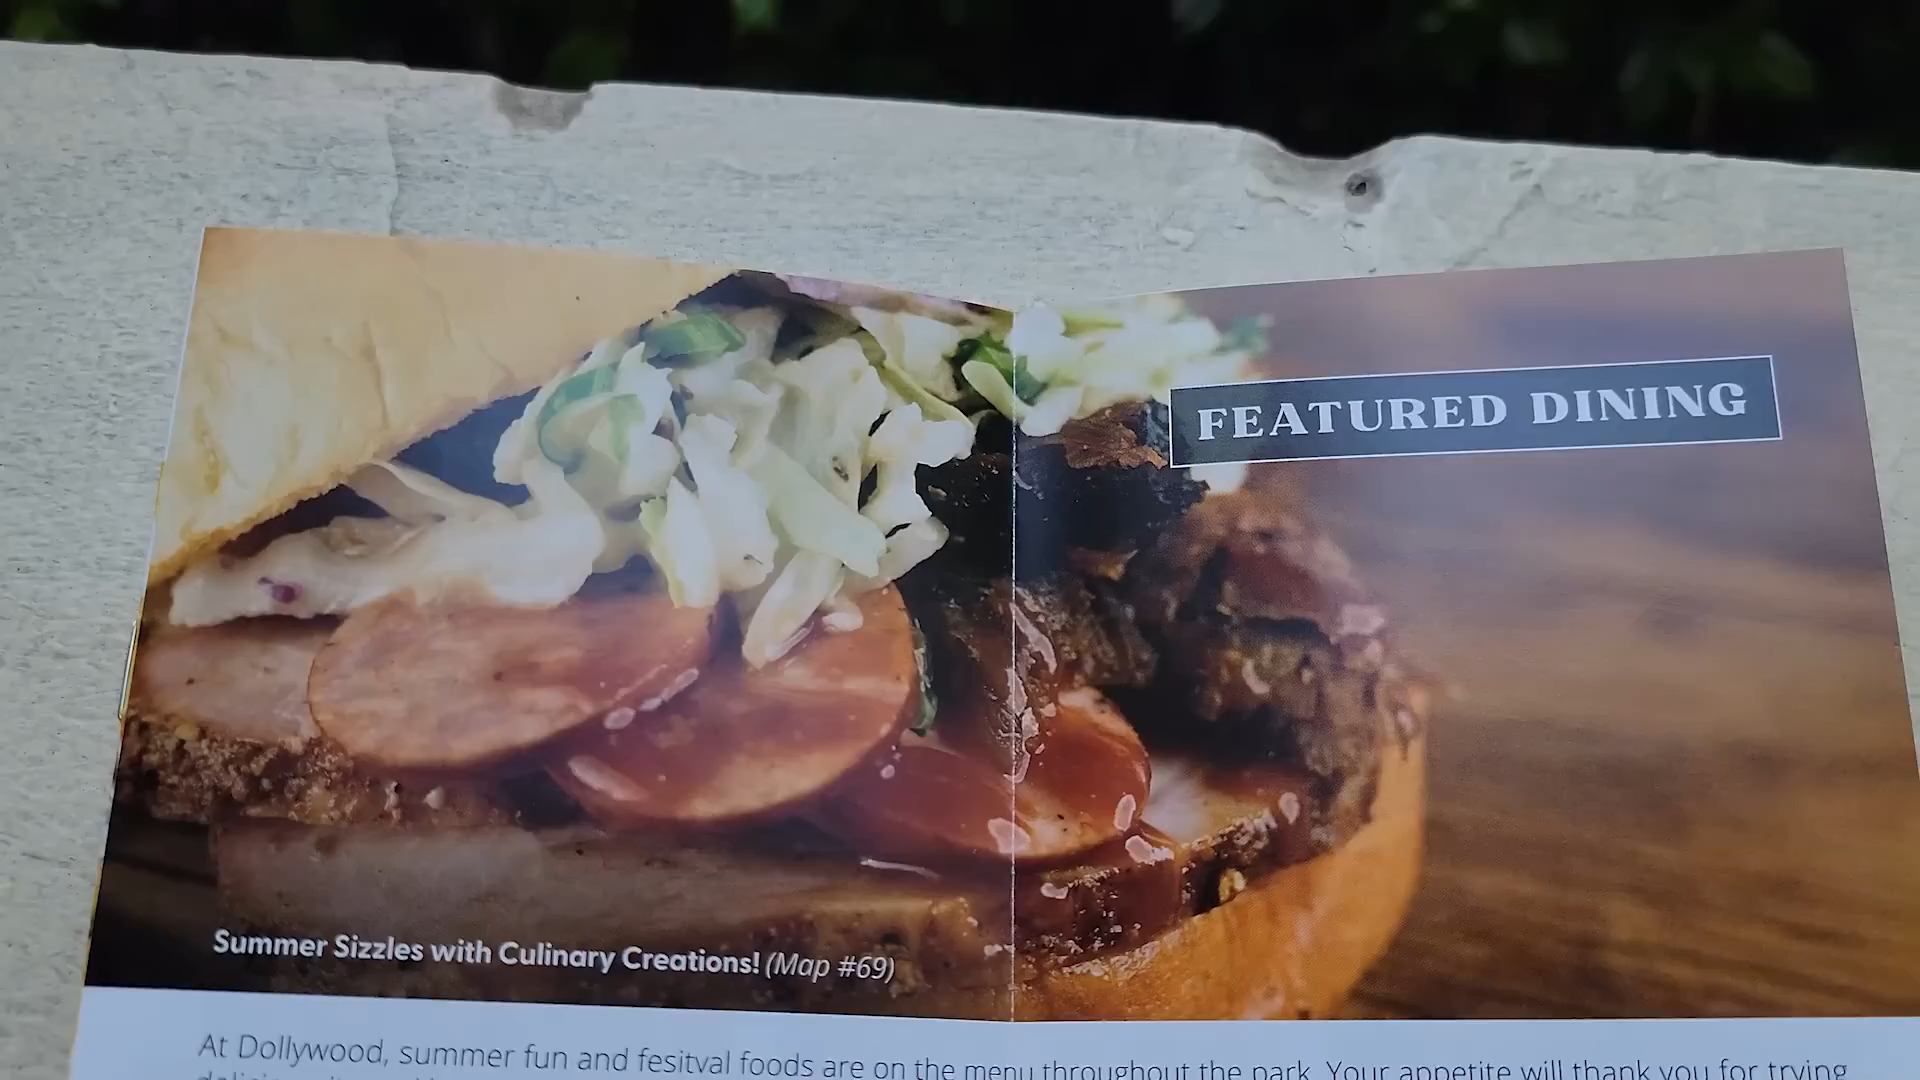 FEATURED DINING
Summer Sizzles with Culinary Creations! (Map #69)
At Dollywood, summer fun and fesitval foods are on the menu throughout the park. Your appetite will thank you for trying